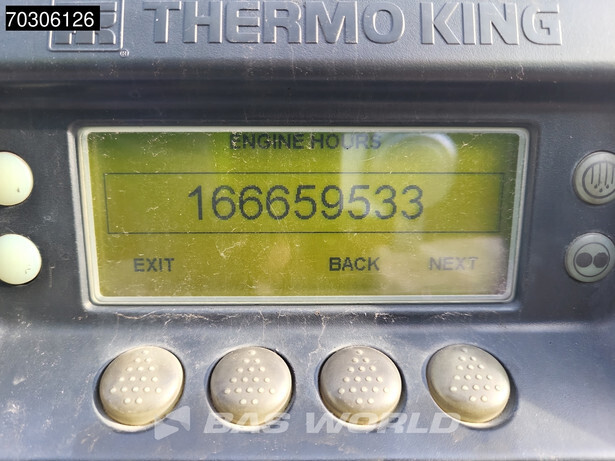 70306126
THERMO KING
ENGINE HOURS
166659533
EXIT BACK NEXT
BAS WORLD